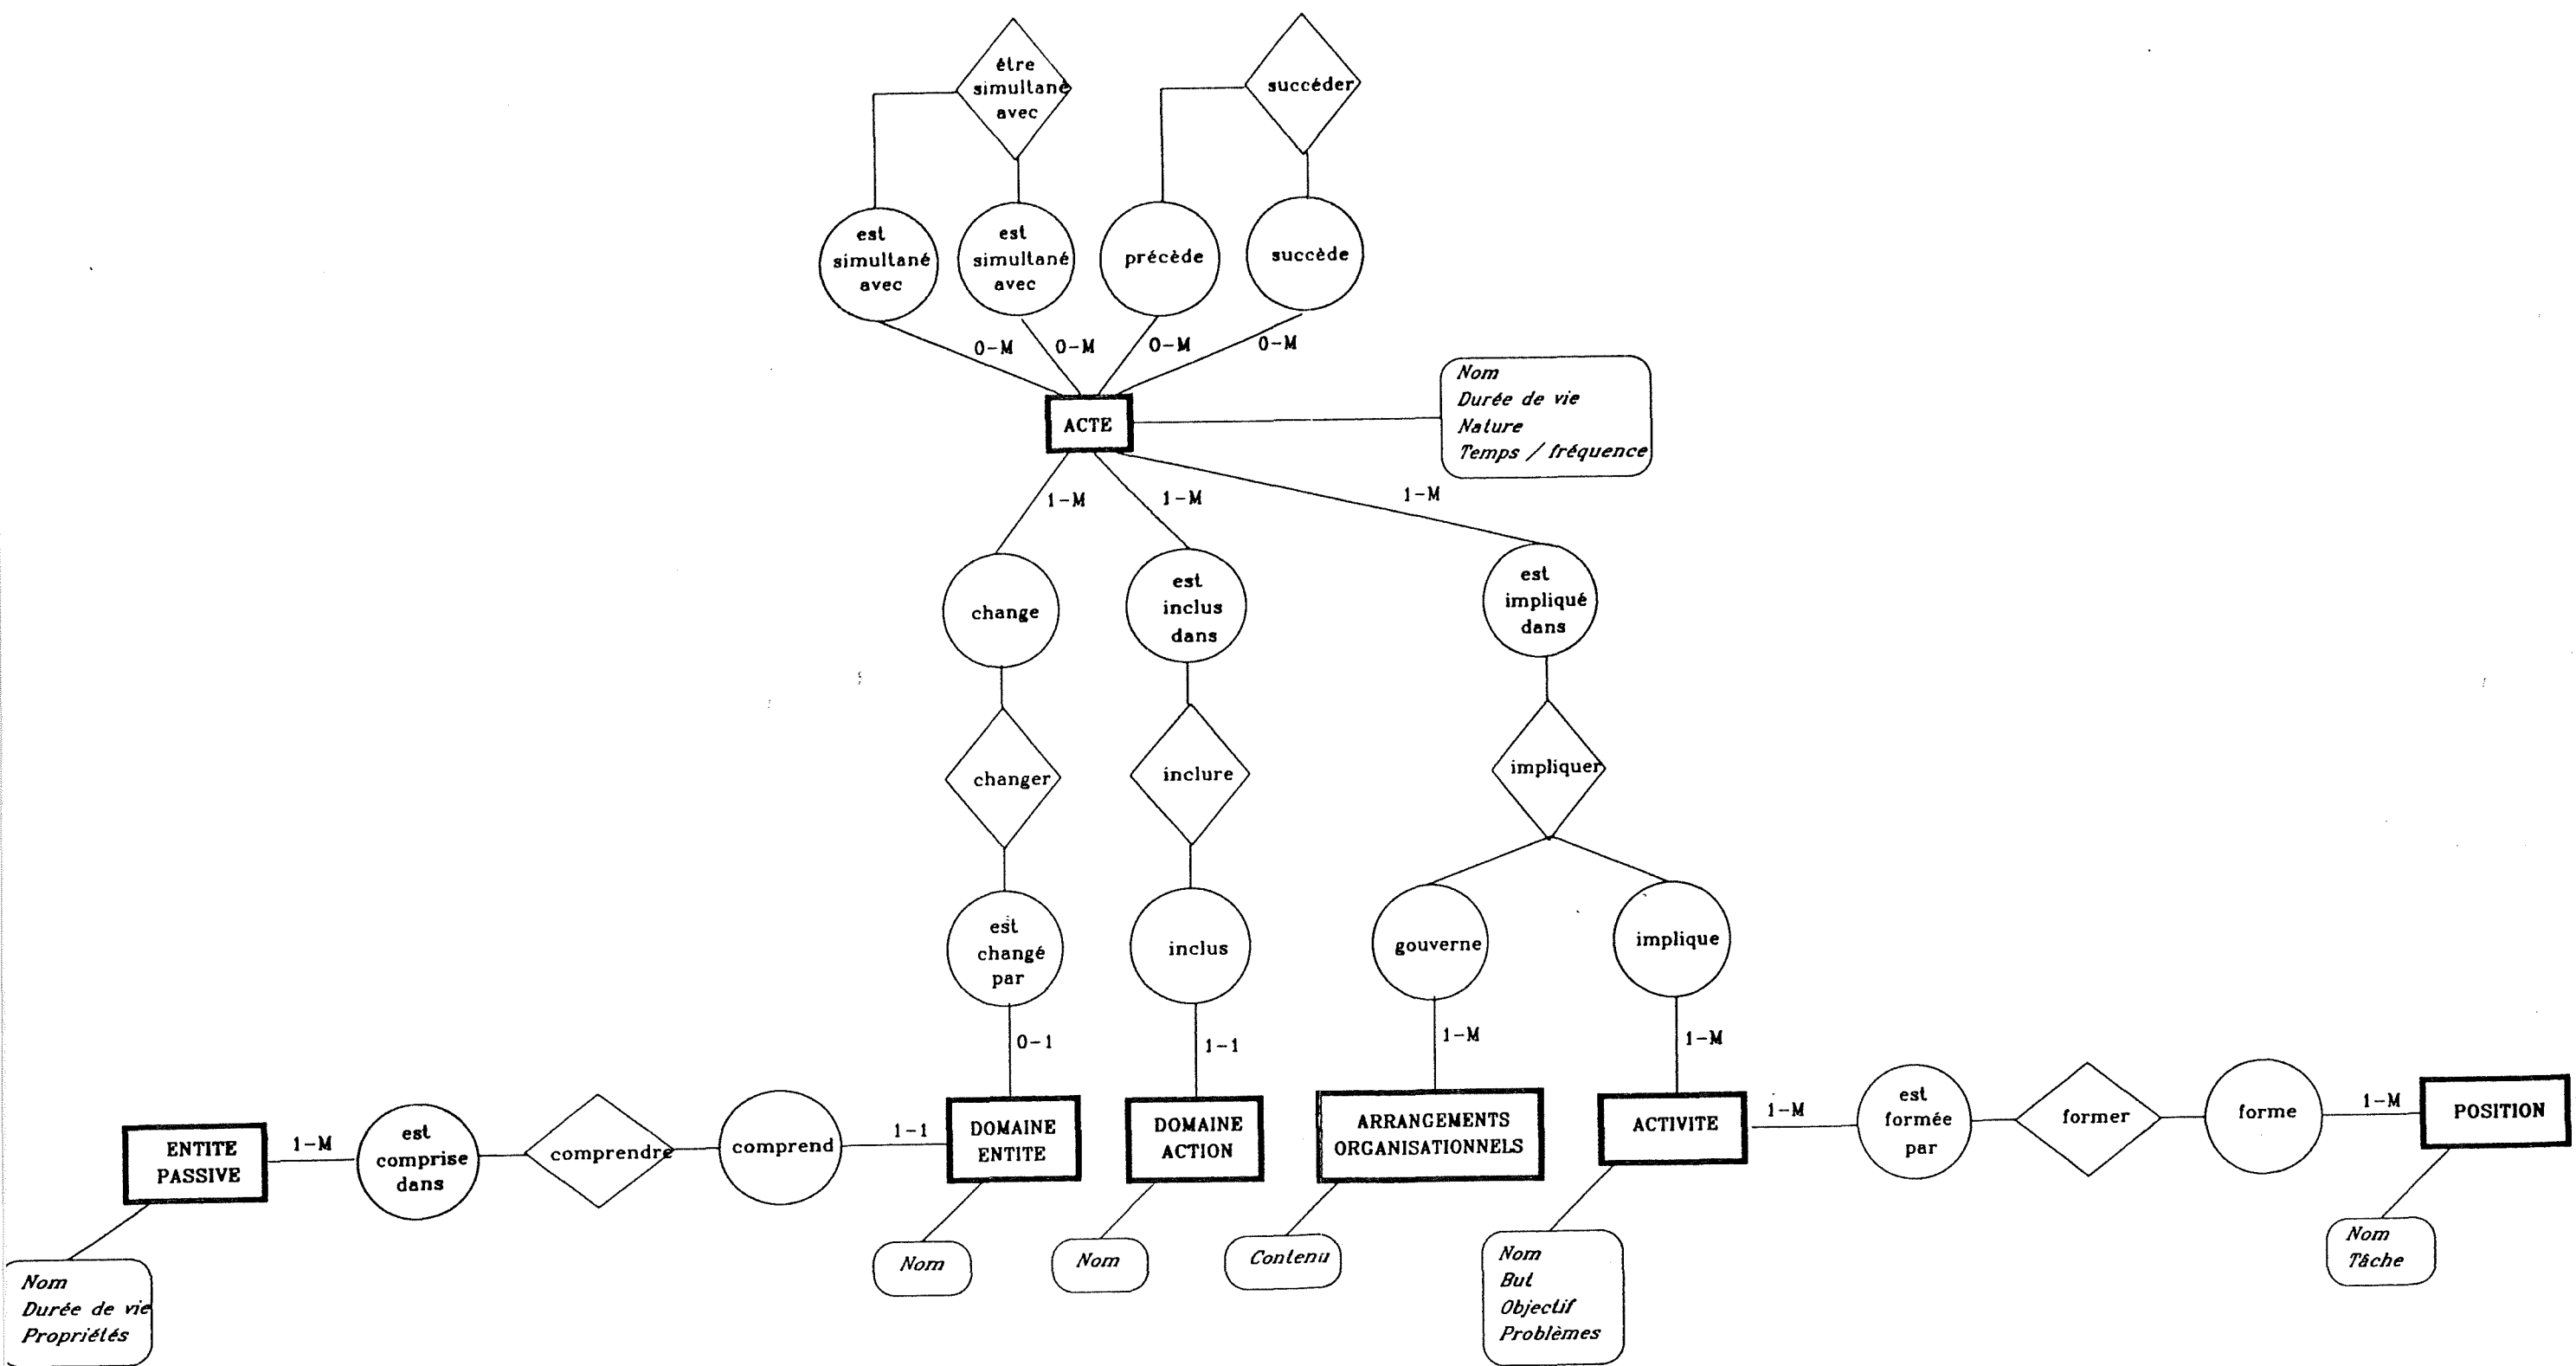 être
simultané
avec
succéder
est
simultané
avec
est
simultané
avec
précède
succède
0-M
0-M
0-M
0-M
ACTE
Nom
Durée de vie
Nature
Temps / fréquence
1-M
1-M
1-M
change
est
inclus
dans
est
impliqué
dans
changer
inclure
impliquer
est
changé
par
inclus
gouverne
implique
0-1
1-1
1-M
1-M
ENTITE
PASSIVE
1-M
est
comprise
dans
comprendre
comprend
1-1
DOMAINE
ENTITE
DOMAINE
ACTION
ARRANGEMENTS
ORGANISATIONNELS
ACTIVITE
1-M
est
formée
par
former
forme
1-M
POSITION
Nom
Durée de vie
Propriétés
Nom
Nom
Contenu
Nom
But
Objectif
Problèmes
Nom
Tâche